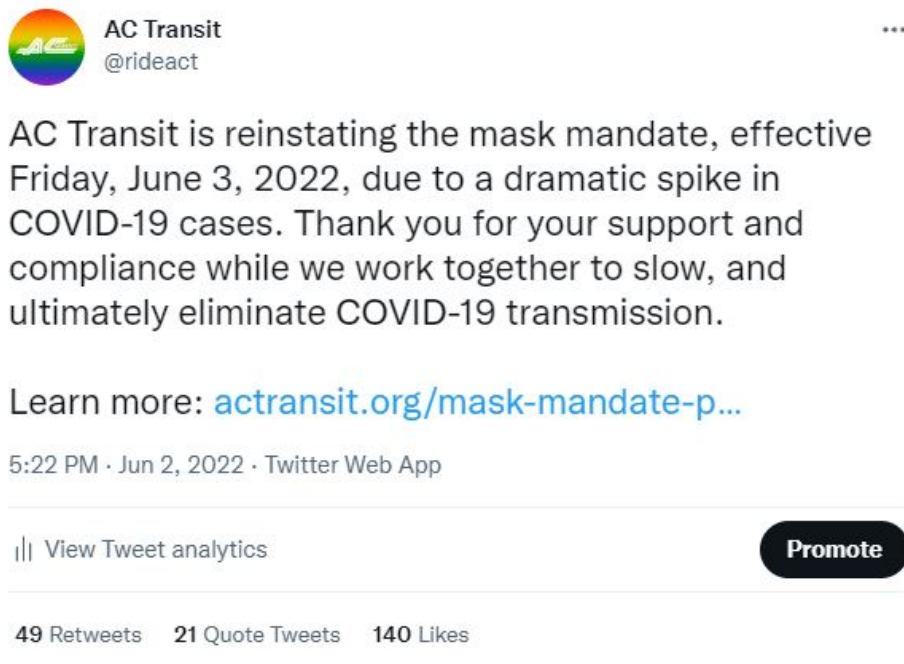 AC Transit
@rideact
AC
AC Transit is reinstating the mask mandate, effective
Friday, June 3, 2022, due to a dramatic spike in
COVID-19 cases. Thank you for your support and
compliance while we work together to slow, and
ultimately eliminate COVID-19 transmission.
Learn more: actransit.org/mask-mandate-p...
5:22 PM · Jun 2, 2022 · Twitter Web App
View Tweet analytics
Promote
49 Retweets 21 Quote Tweets 140 Likes